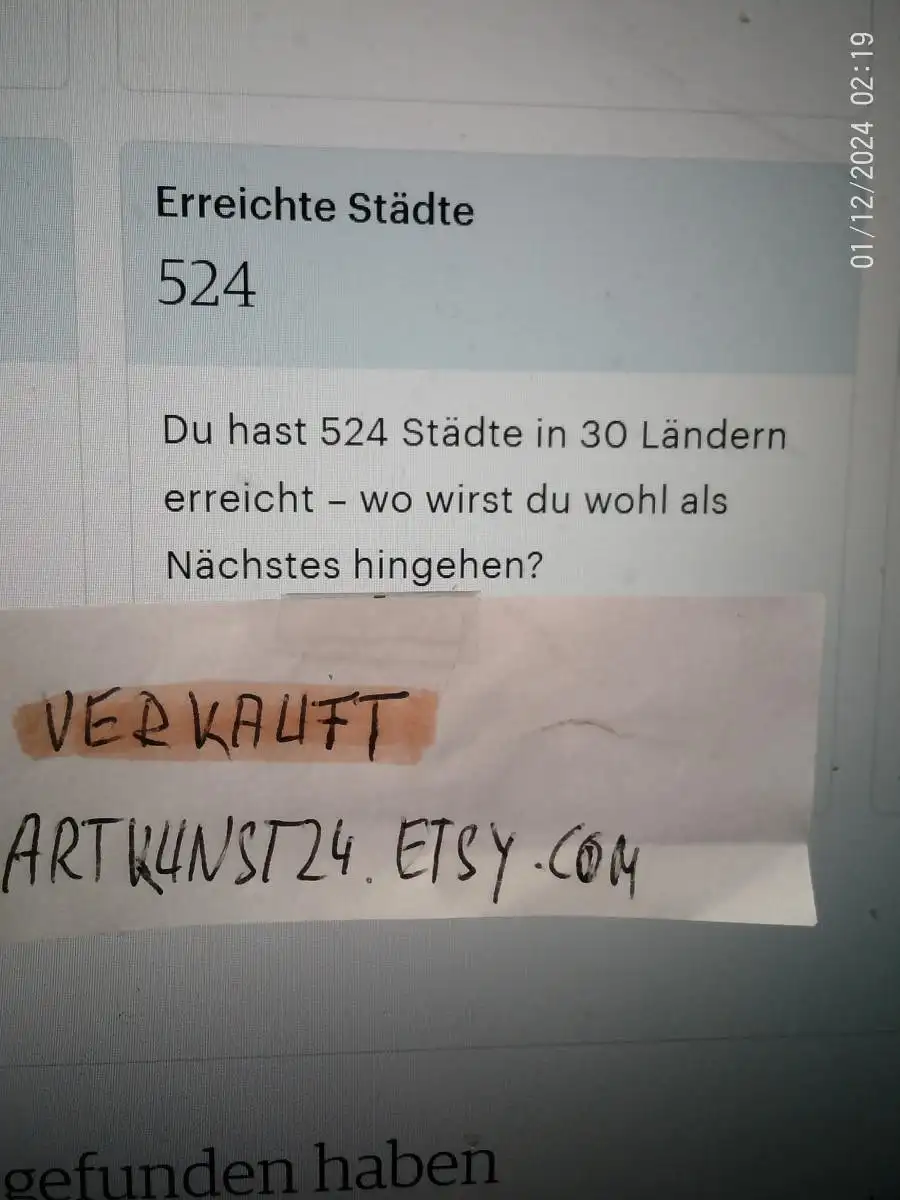 01/12/2024 02:19
Erreichte Städte
524
Du hast 524 Städte in 30 Ländern
erreicht – wo wirst du wohl als
Nächstes hingehen?
VERKAUFT
ARTKUNST24.ETSY.COM
gefunden haben